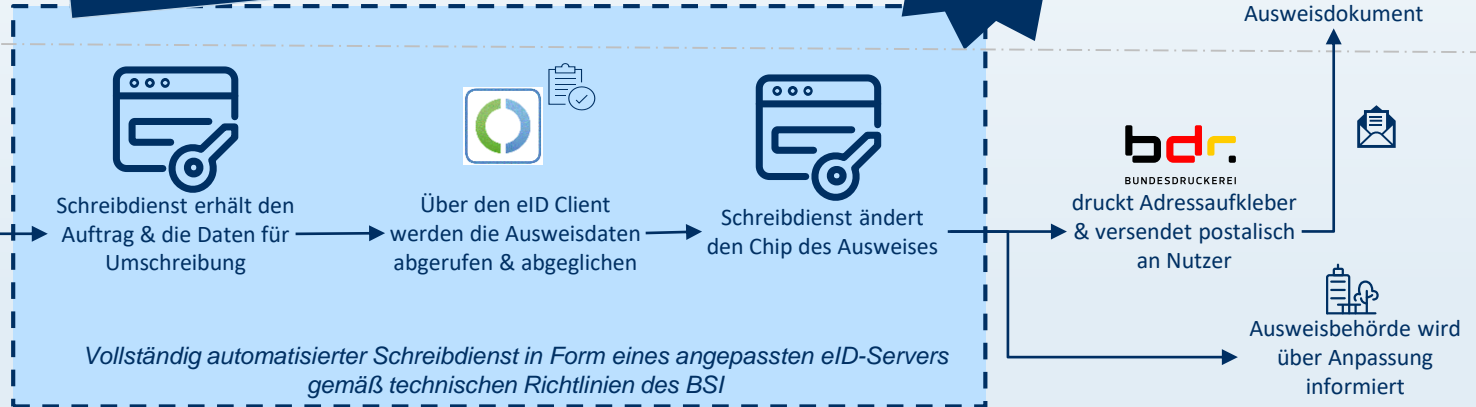 Ausweisdokument
Schreibdienst erhält den
Auftrag & die Daten für
Umschreibung
Über den eID Client
werden die Ausweisdaten
abgerufen & abgeglichen
Schreibdienst ändert
den Chip des Ausweises
bdr.
BUNDESDRUCKEREI
druckt Adressaufkleber
& versendet postalisch
an Nutzer
Ausweisbehörde wird
über Anpassung
informiert
Vollständig automatisierter Schreibdienst in Form eines angepassten eID-Servers
gemäß technischen Richtlinien des BSI